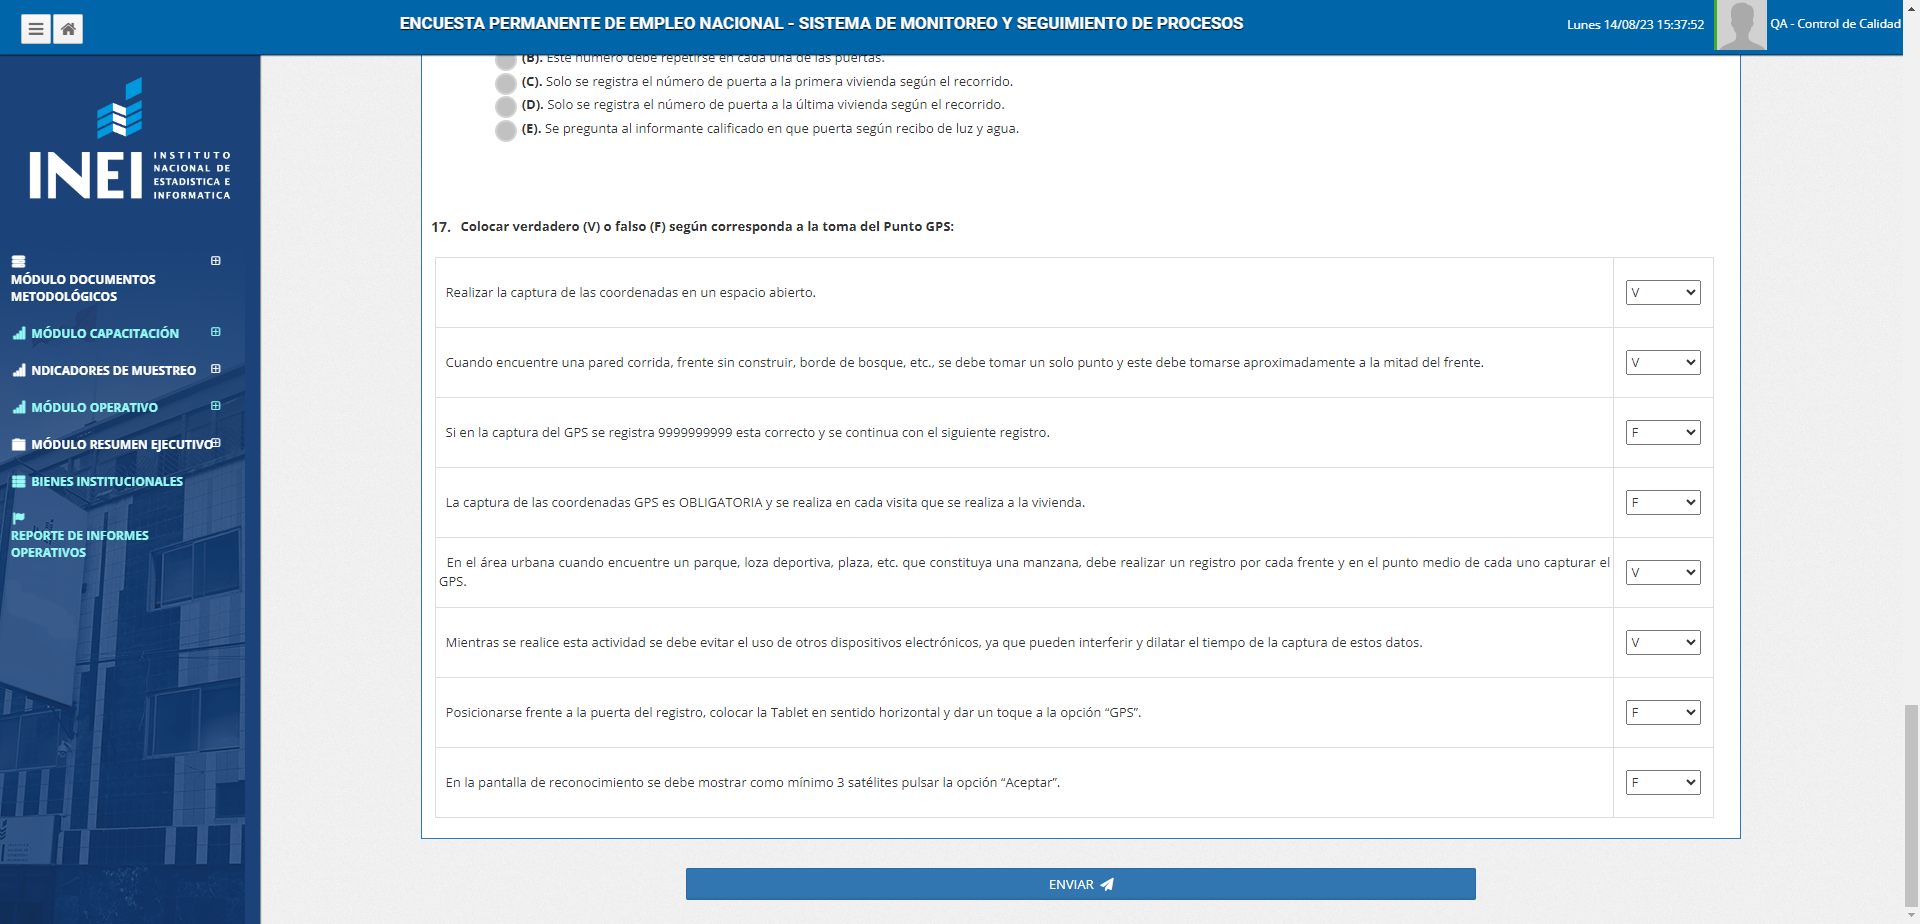 ENCUESTA PERMANENTE DE EMPLEO NACIONAL - SISTEMA DE MONITOREO Y SEGUIMIENTO DE PROCESOS
Lunes 14/08/23 15:37:52
QA - Control de Calidad
INEI
INSTITUTO
NACIONAL DE
ESTADISTICA E
INFORMATICA
MÓDULO DOCUMENTOS
METODOLÓGICOS
MÓDULO CAPACITACIÓN
NDICADORES DE MUESTREO
MÓDULO OPERATIVO
MÓDULO RESUMEN EJECUTIVO
BIENES INSTITUCIONALES
REPORTE DE INFORMES
OPERATIVOS
(B). Este número debe repetirse en cada una de las puertas.
(C). Solo se registra el número de puerta a la primera vivienda según el recorrido.
(D). Solo se registra el número de puerta a la última vivienda según el recorrido.
(E). Se pregunta al informante calificado en que puerta según recibo de luz y agua.
17. Colocar verdadero (V) o falso (F) según corresponda a la toma del Punto GPS:
Realizar la captura de las coordenadas en un espacio abierto.
V
Cuando encuentre una pared corrida, frente sin construir, borde de bosque, etc., se debe tomar un solo punto y este debe tomarse aproximadamente a la mitad del frente.
V
Si en la captura del GPS se registra 9999999999 esta correcto y se continua con el siguiente registro.
F
La captura de las coordenadas GPS es OBLIGATORIA y se realiza en cada visita que se realiza a la vivienda.
F
En el área urbana cuando encuentre un parque, loza deportiva, plaza, etc. que constituya una manzana, debe realizar un registro por cada frente y en el punto medio de cada uno capturar el
GPS.
V
Mientras se realice esta actividad se debe evitar el uso de otros dispositivos electrónicos, ya que pueden interferir y dilatar el tiempo de la captura de estos datos.
V
Posicionarse frente a la puerta del registro, colocar la Tablet en sentido horizontal y dar un toque a la opción “GPS”.
F
En la pantalla de reconocimiento se debe mostrar como mínimo 3 satélites pulsar la opción “Aceptar”.
F
ENVIAR